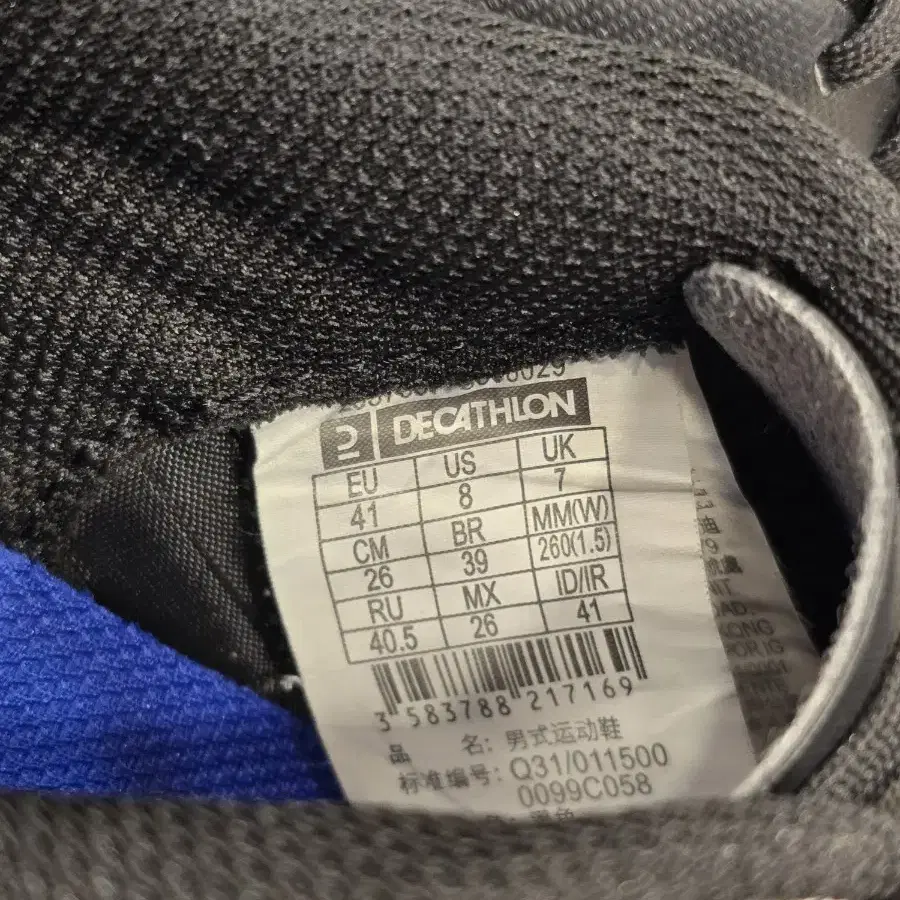 DECATHLON
EU US UK
41 8 7
CM BR MM(W)
26 39 260(1.5)
RU MX ID/IR
40.5 26 41
3 583788 217169
品 名: 男式运动鞋
标准编号: Q31/011500
0099C058